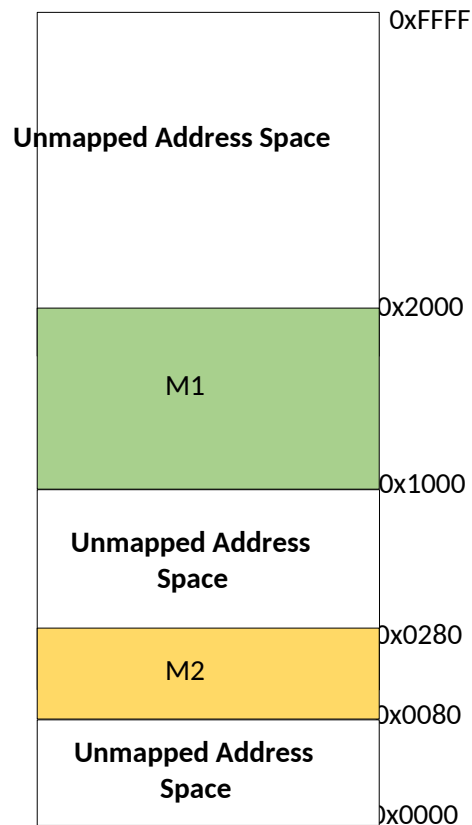 0xFFFF
Unmapped Address Space
0x2000
M1
0x1000
Unmapped Address
Space
0x0280
M2
0x0080
Unmapped Address
Space
0x0000